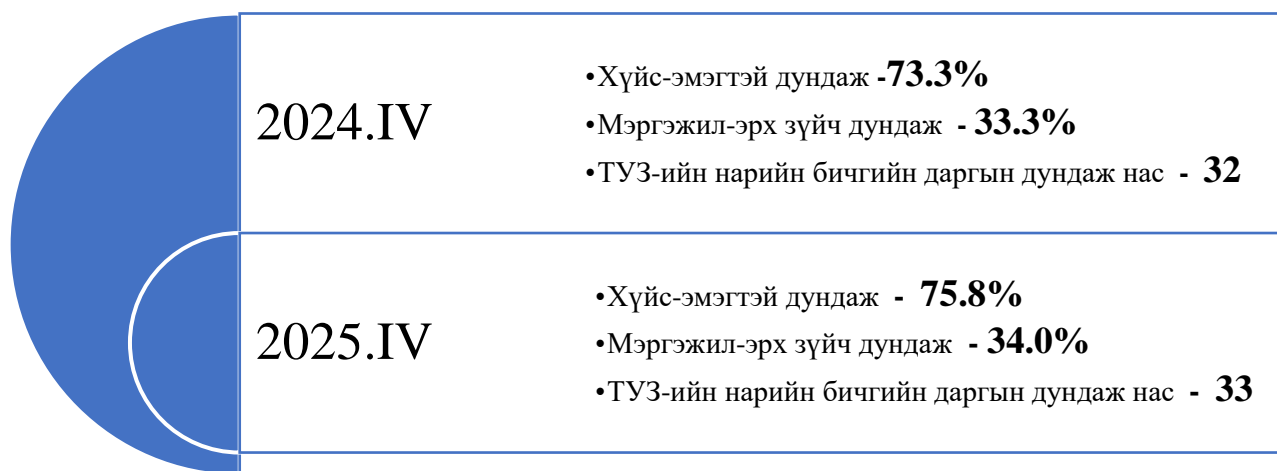 2024.IV
•Хүйс-эмэгтэй дундаж -73.3%
•Мэргэжил-эрх зүйч дундаж - 33.3%
•ТУЗ-ийн нарийн бичгийн даргын дундаж нас - 32
2025.IV
•Хүйс-эмэгтэй дундаж - 75.8%
•Мэргэжил-эрх зүйч дундаж - 34.0%
•ТУЗ-ийн нарийн бичгийн даргын дундаж нас - 33